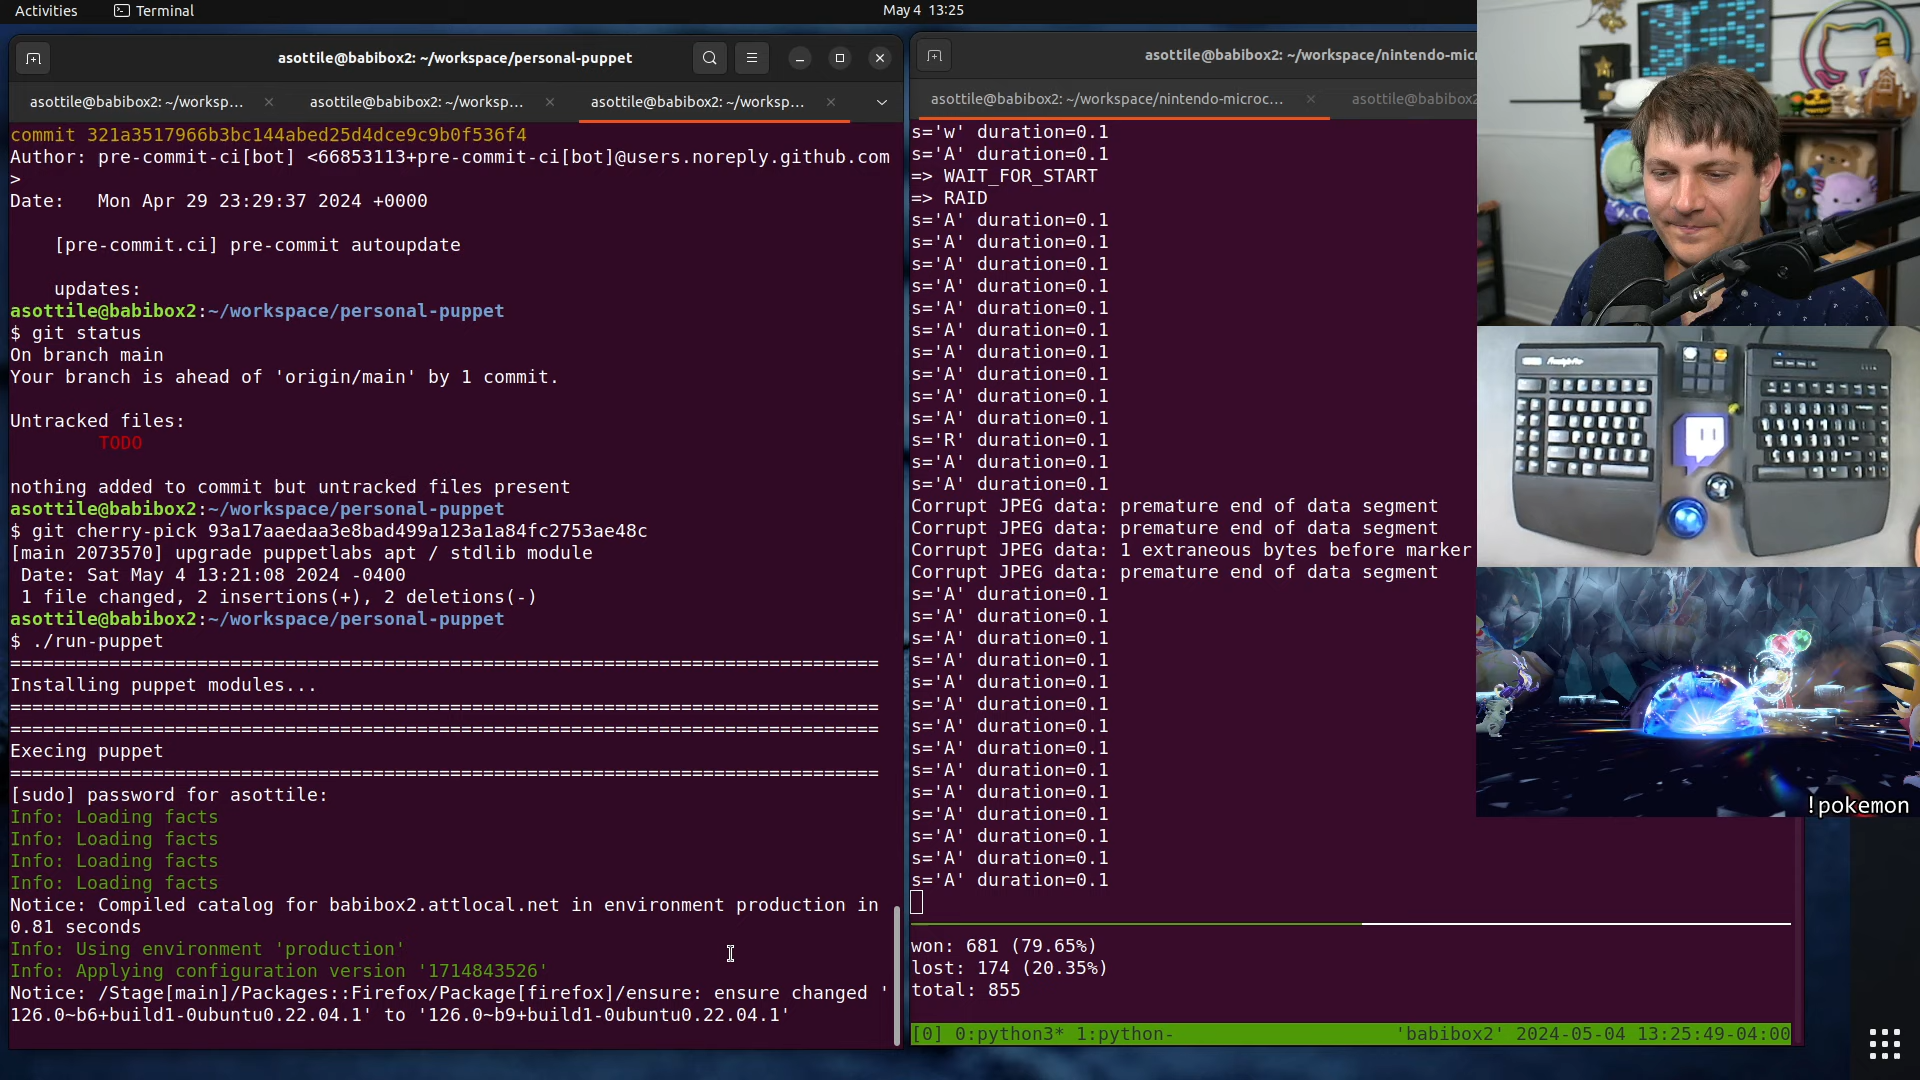 Activities
Terminal
May 4 13:25
asottile@babibox2: ~/workspace/personal-puppet
asottile@babibox2: ~/worksp...
asottile@babibox2: ~/worksp...
asottile@babibox2: ~/worksp...
commit 321a3517966b3bc144abed25d4dce9c9b0f536f4
Author: pre-commit-ci[bot] <66853113+pre-commit-ci[bot]@users.noreply.github.com
>
Date:   Mon Apr 29 23:29:37 2024 +0000
[pre-commit.ci] pre-commit autoupdate
updates:
asottile@babibox2:~/workspace/personal-puppet
$ git status
On branch main
Your branch is ahead of 'origin/main' by 1 commit.
Untracked files:
TODO
nothing added to commit but untracked files present
asottile@babibox2:~/workspace/personal-puppet
$ git cherry-pick 93a17aaedaa3e8bad499a123a1a84fc2753ae48c
[main 2073570] upgrade puppetlabs apt / stdlib module
Date: Sat May 4 13:21:08 2024 -0400
1 file changed, 2 insertions(+), 2 deletions(-)
asottile@babibox2:~/workspace/personal-puppet
$ ./run-puppet
===============================================================================
Installing puppet modules...
===============================================================================
===============================================================================
Execing puppet
===============================================================================
[sudo] password for asottile:
Info: Loading facts
Info: Loading facts
Info: Loading facts
Info: Loading facts
Notice: Compiled catalog for babibox2.attlocal.net in environment production in
0.81 seconds
Info: Using environment 'production'
Info: Applying configuration version '1714843526'
Notice: /Stage[main]/Packages::Firefox/Package[firefox]/ensure: ensure changed '
126.0~b6+build1-0ubuntu0.22.04.1' to '126.0~b9+build1-0ubuntu0.22.04.1'
asottile@babibox2: ~/workspace/nintendo-micr
asottile@babibox2: ~/workspace/nintendo-microc...
asottile@babibox2
s='w' duration=0.1
s='A' duration=0.1
=> WAIT_FOR_START
=> RAID
s='A' duration=0.1
s='A' duration=0.1
s='A' duration=0.1
s='A' duration=0.1
s='A' duration=0.1
s='A' duration=0.1
s='A' duration=0.1
s='A' duration=0.1
s='A' duration=0.1
s='A' duration=0.1
s='R' duration=0.1
s='A' duration=0.1
s='A' duration=0.1
Corrupt JPEG data: premature end of data segment
Corrupt JPEG data: premature end of data segment
Corrupt JPEG data: 1 extraneous bytes before marker
Corrupt JPEG data: premature end of data segment
s='A' duration=0.1
s='A' duration=0.1
s='A' duration=0.1
s='A' duration=0.1
s='A' duration=0.1
s='A' duration=0.1
s='A' duration=0.1
s='A' duration=0.1
s='A' duration=0.1
s='A' duration=0.1
s='A' duration=0.1
s='A' duration=0.1
s='A' duration=0.1
s='A' duration=0.1
won: 681 (79.65%)
lost: 174 (20.35%)
total: 855
[0] 0:python3* 1:python-
'babibox2' 2024-05-04 13:25:49-04:00
!pokemon